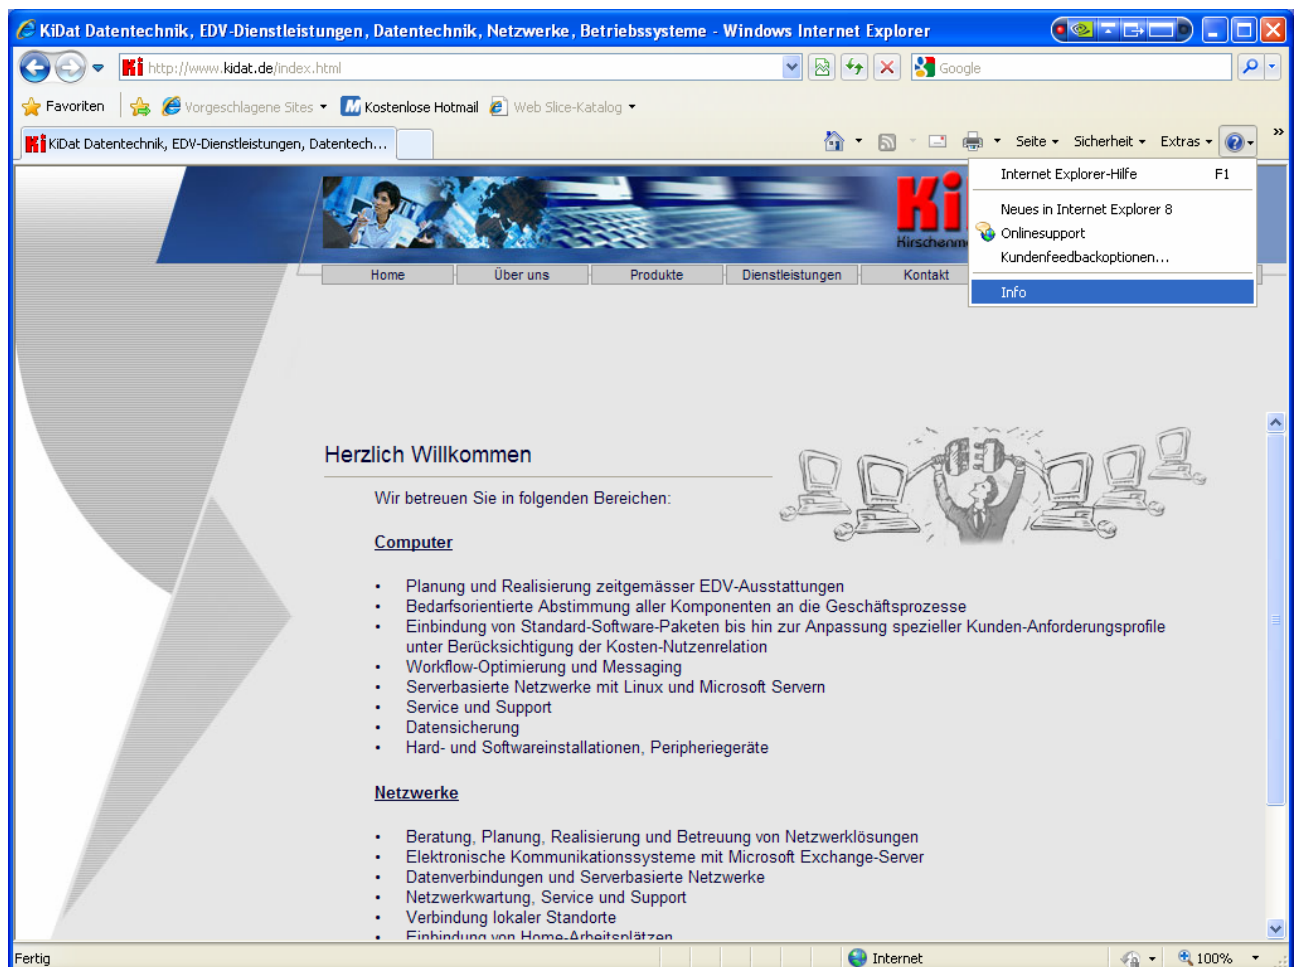 KiDat Datentechnik, EDV-Dienstleistungen, Datentechnik, Netzwerke, Betriebssysteme - Windows Internet Explorer
Ki http://www.kidat.de/index.html
Google
Favoriten Vorgeschlagene Sites Kostenlose Hotmail Web Slice-Katalog
Ki KiDat Datentechnik, EDV-Dienstleistungen, Datentech...
Seite Sicherheit Extras
Internet Explorer-Hilfe F1
Neues in Internet Explorer 8
Onlinesupport
Kundenfeedbackoptionen...
Info
Ki
Home Über uns Produkte Dienstleistungen Kontakt
Herzlich Willkommen
Wir betreuen Sie in folgenden Bereichen:
Computer
• Planung und Realisierung zeitgemässer EDV-Ausstattungen
• Bedarfsorientierte Abstimmung aller Komponenten an die Geschäftsprozesse
• Einbindung von Standard-Software-Paketen bis hin zur Anpassung spezieller Kunden-Anforderungsprofile
unter Berücksichtigung der Kosten-Nutzenrelation
• Workflow-Optimierung und Messaging
• Serverbasierte Netzwerke mit Linux und Microsoft Servern
• Service und Support
• Datensicherung
• Hard- und Softwareinstallationen, Peripheriegeräte
Netzwerke
• Beratung, Planung, Realisierung und Betreuung von Netzwerklösungen
• Elektronische Kommunikationssysteme mit Microsoft Exchange-Server
• Datenverbindungen und Serverbasierte Netzwerke
• Netzwerkwartung, Service und Support
• Verbindung lokaler Standorte
• Einbindung von Home-Arbeitsplätzen
Fertig
Internet
100%